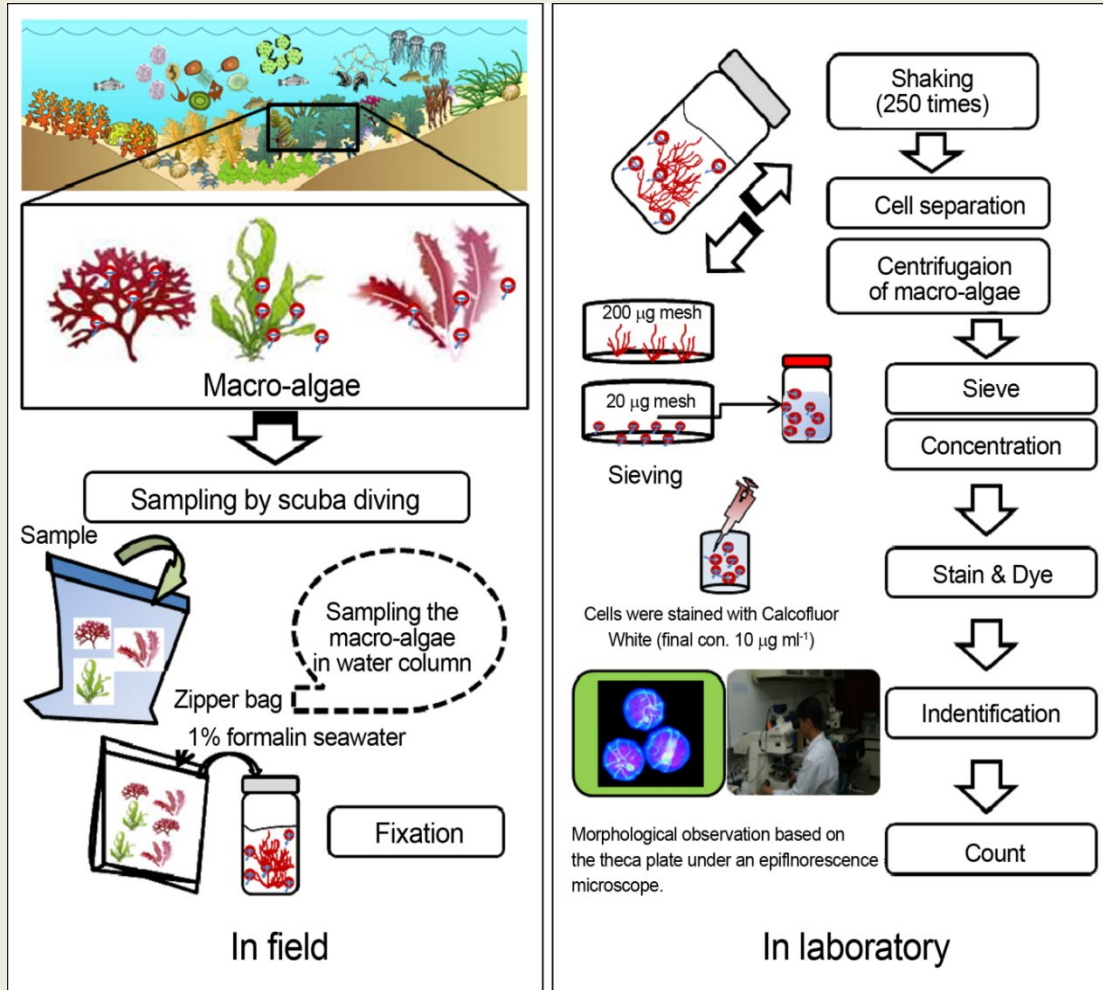 Macro-algae
Sampling by scuba diving
Sample
Sampling the
macro-algae
in water column
Zipper bag
1% formalin seawater
Fixation
In field
Shaking
(250 times)
Cell separation
Centrifugaion
of macro-algae
200 μg mesh
20 μg mesh
Sieving
Sieve
Concentration
Stain & Dye
Cells were stained with Calcofluor
White (final con. 10 μg ml⁻¹)
Indentification
Morphological observation based on
the theca plate under an epiflnorescence
microscope.
Count
In laboratory